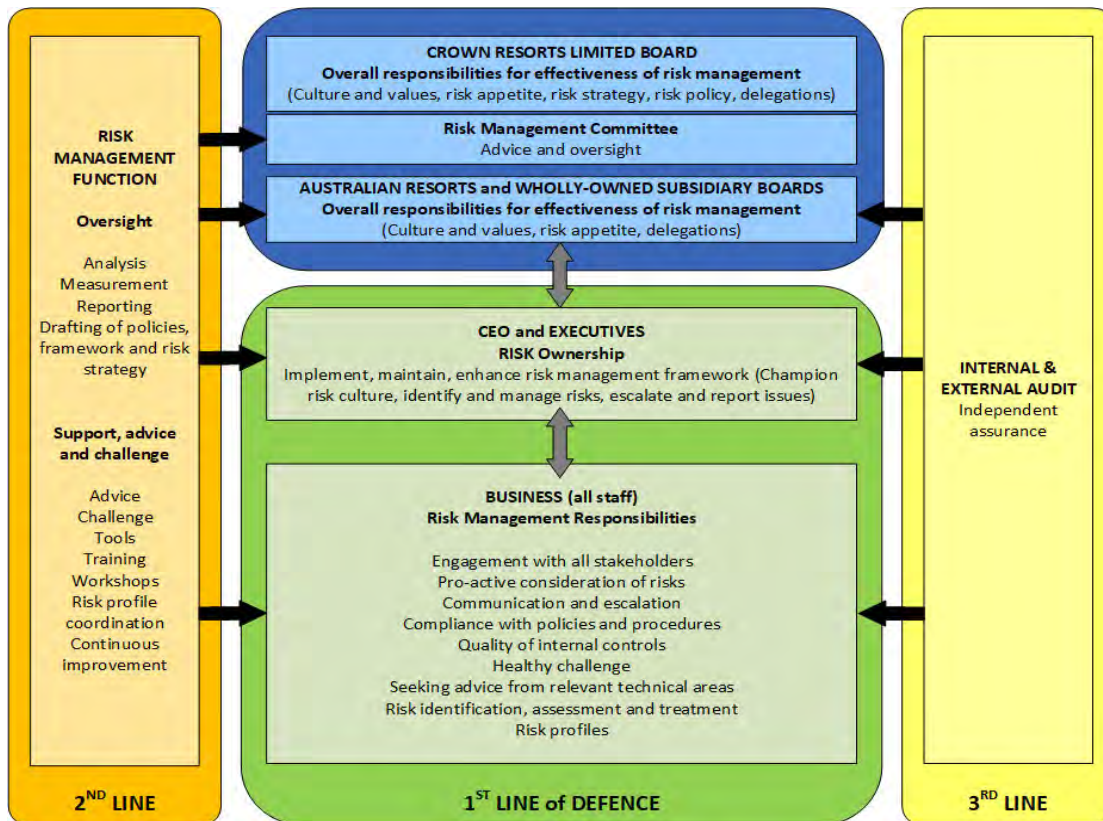 RISK
MANAGEMENT
FUNCTION
Oversight
Analysis
Measurement
Reporting
Drafting of policies,
framework and risk
strategy
Support, advice
and challenge
Advice
Challenge
Tools
Training
Workshops
Risk profile
coordination
Continuous
improvement
2ND LINE
CROWN RESORTS LIMITED BOARD
Overall responsibilities for effectiveness of risk management
(Culture and values, risk appetite, risk strategy, risk policy, delegations)
Risk Management Committee
Advice and oversight
AUSTRALIAN RESORTS and WHOLLY-OWNED SUBSIDIARY BOARDS
Overall responsibilities for effectiveness of risk management
(Culture and values, risk appetite, delegations)
CEO and EXECUTIVES
RISK Ownership
Implement, maintain, enhance risk management framework (Champion
risk culture, identify and manage risks, escalate and report issues)
BUSINESS (all staff)
Risk Management Responsibilities
Engagement with all stakeholders
Pro-active consideration of risks
Communication and escalation
Compliance with policies and procedures
Quality of internal controls
Healthy challenge
Seeking advice from relevant technical areas
Risk identification, assessment and treatment
Risk profiles
1ST LINE of DEFENCE
INTERNAL &
EXTERNAL AUDIT
Independent
assurance
3RD LINE